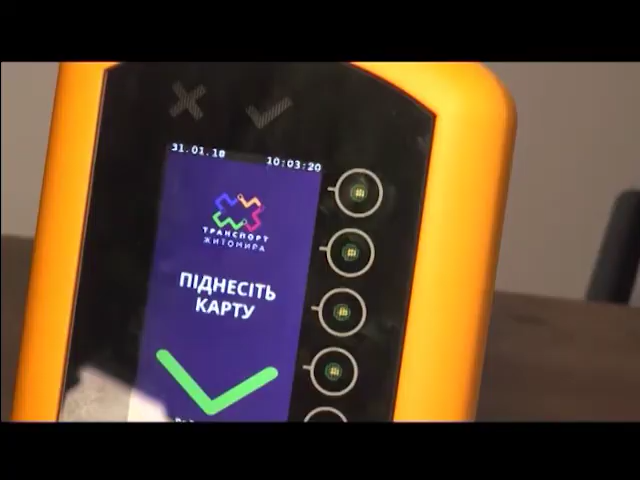 31.01.18 10:03:20
ТРАНСПОРТ
ЖИТОМИРА
ПІДНЕСІТЬ
КАРТУ